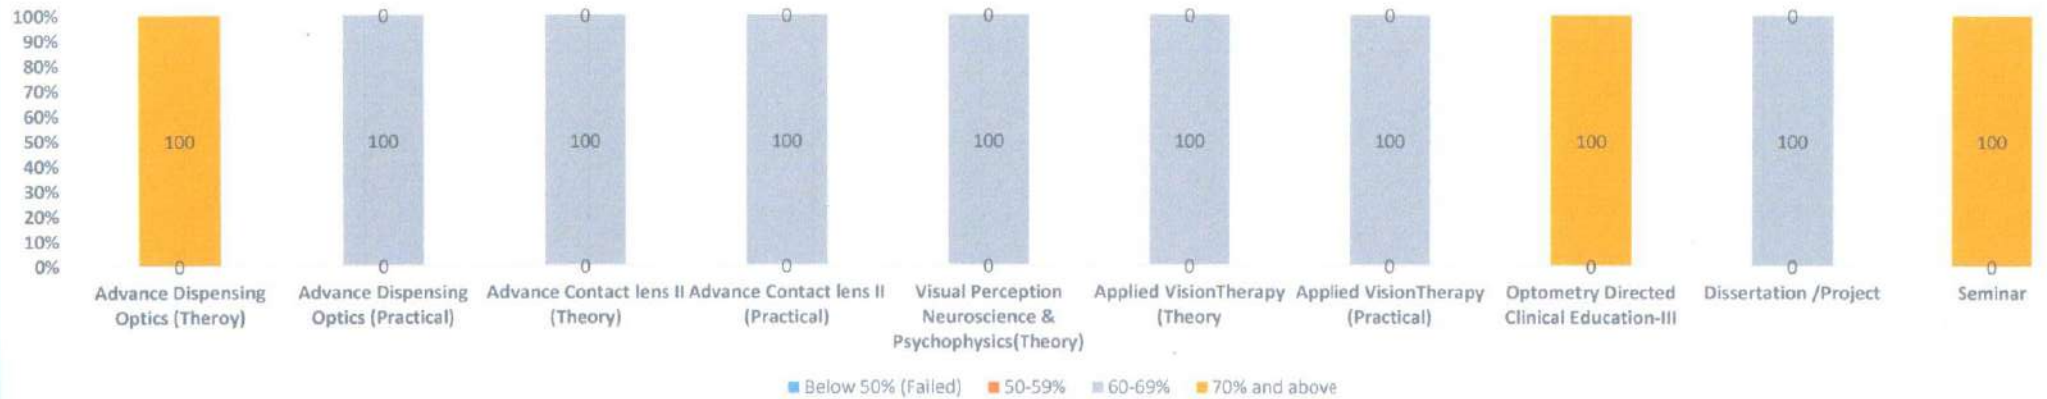 100%
90%
80%
70%
60%
50%
40%
30%
20%
10%
0%
0 0 0 0 0 0 0
100 100 100 100 100 100 100 100 100 100
0 0 0 0 0 0 0 0 0 0
Advance Dispensing
Optics (Theroy)
Advance Dispensing
Optics (Practical)
Advance Contact lens II
(Theory)
Advance Contact lens II
(Practical)
Visual Perception
Neuroscience &
Psychophysics(Theory)
Applied VisionTherapy
(Theory
Applied VisionTherapy
(Practical)
Optometry Directed
Clinical Education-III
Dissertation /Project
Seminar
Below 50% (Failed) 50-59% 60-69% 70% and above